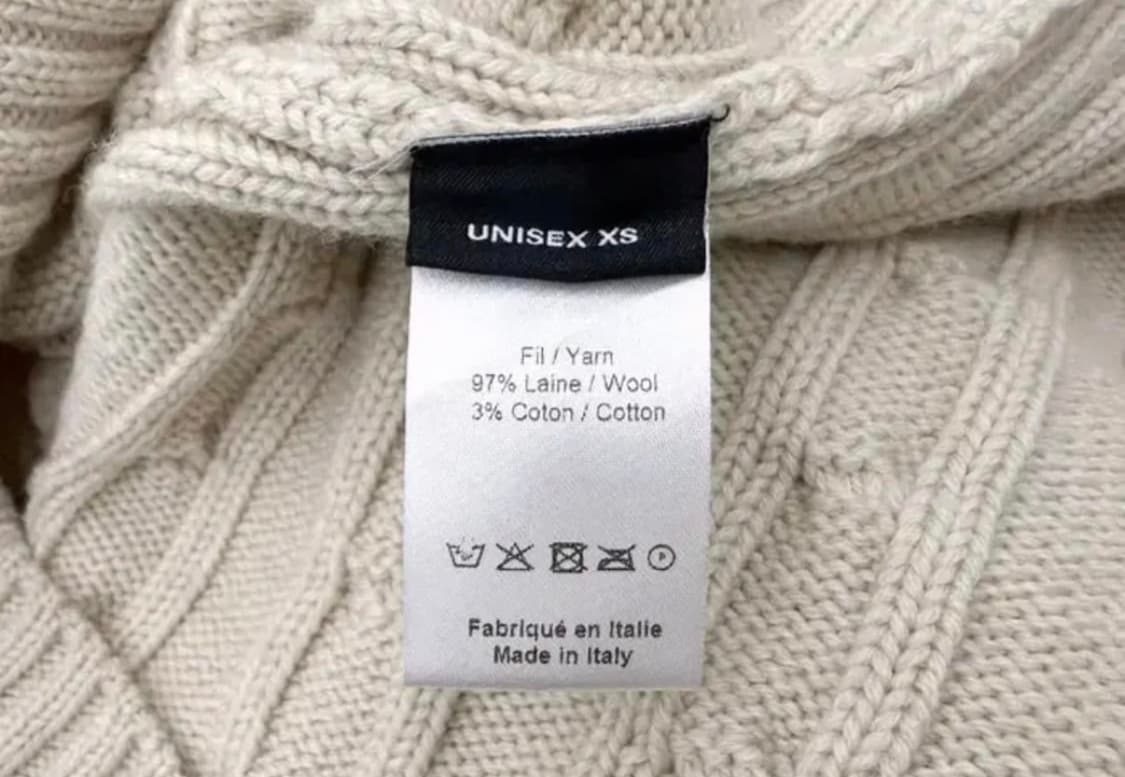 UNISEX XS
Fil / Yarn
97% Laine / Wool
3% Coton / Cotton
P
Fabriqué en Italie
Made in Italy